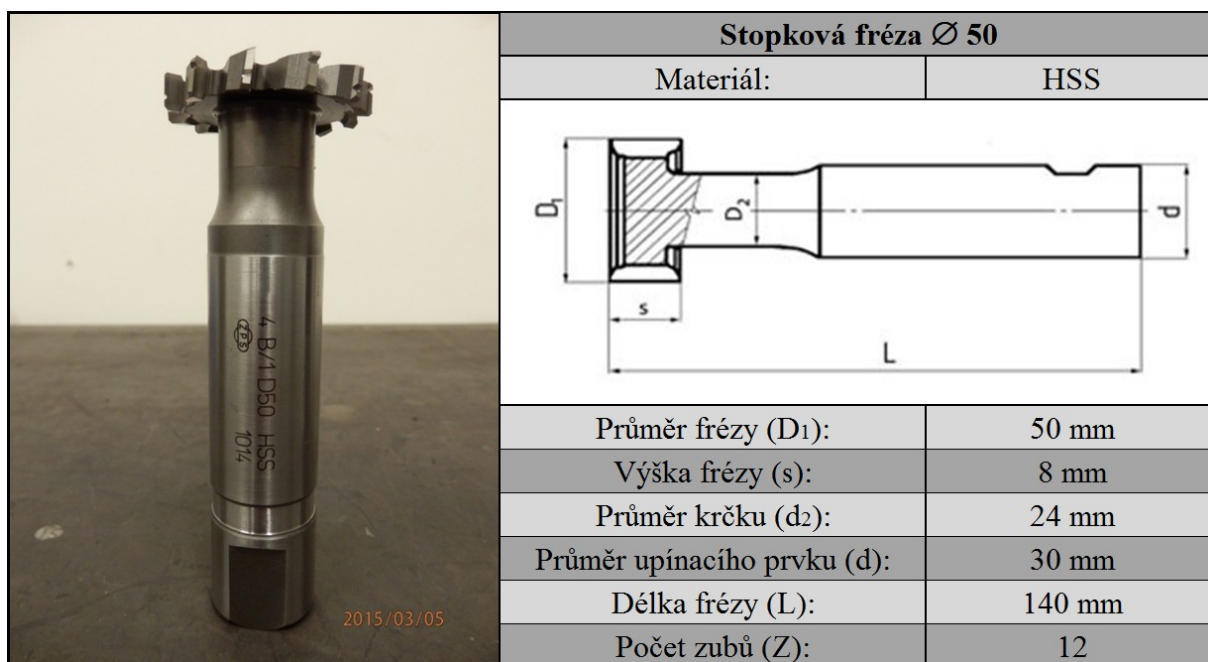 4 B/1 D50 HSS
ZPS
1014
2015/03/05
Stopková fréza ∅ 50
Materiál: HSS
D₁
D₂
d
s
L
Průměr frézy (D₁): 50 mm
Výška frézy (s): 8 mm
Průměr krčku (d₂): 24 mm
Průměr upínacího prvku (d): 30 mm
Délka frézy (L): 140 mm
Počet zubů (Z): 12